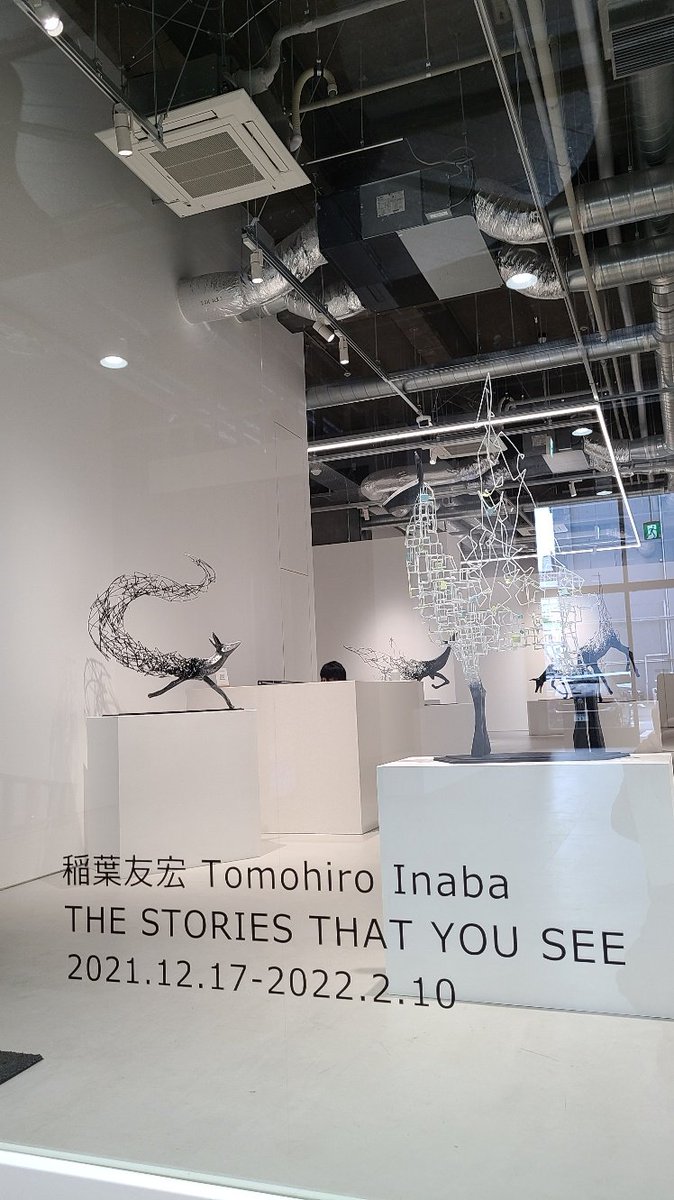 稲葉友宏 Tomohiro Inaba
THE STORIES THAT YOU SEE
2021.12.17-2022.2.10